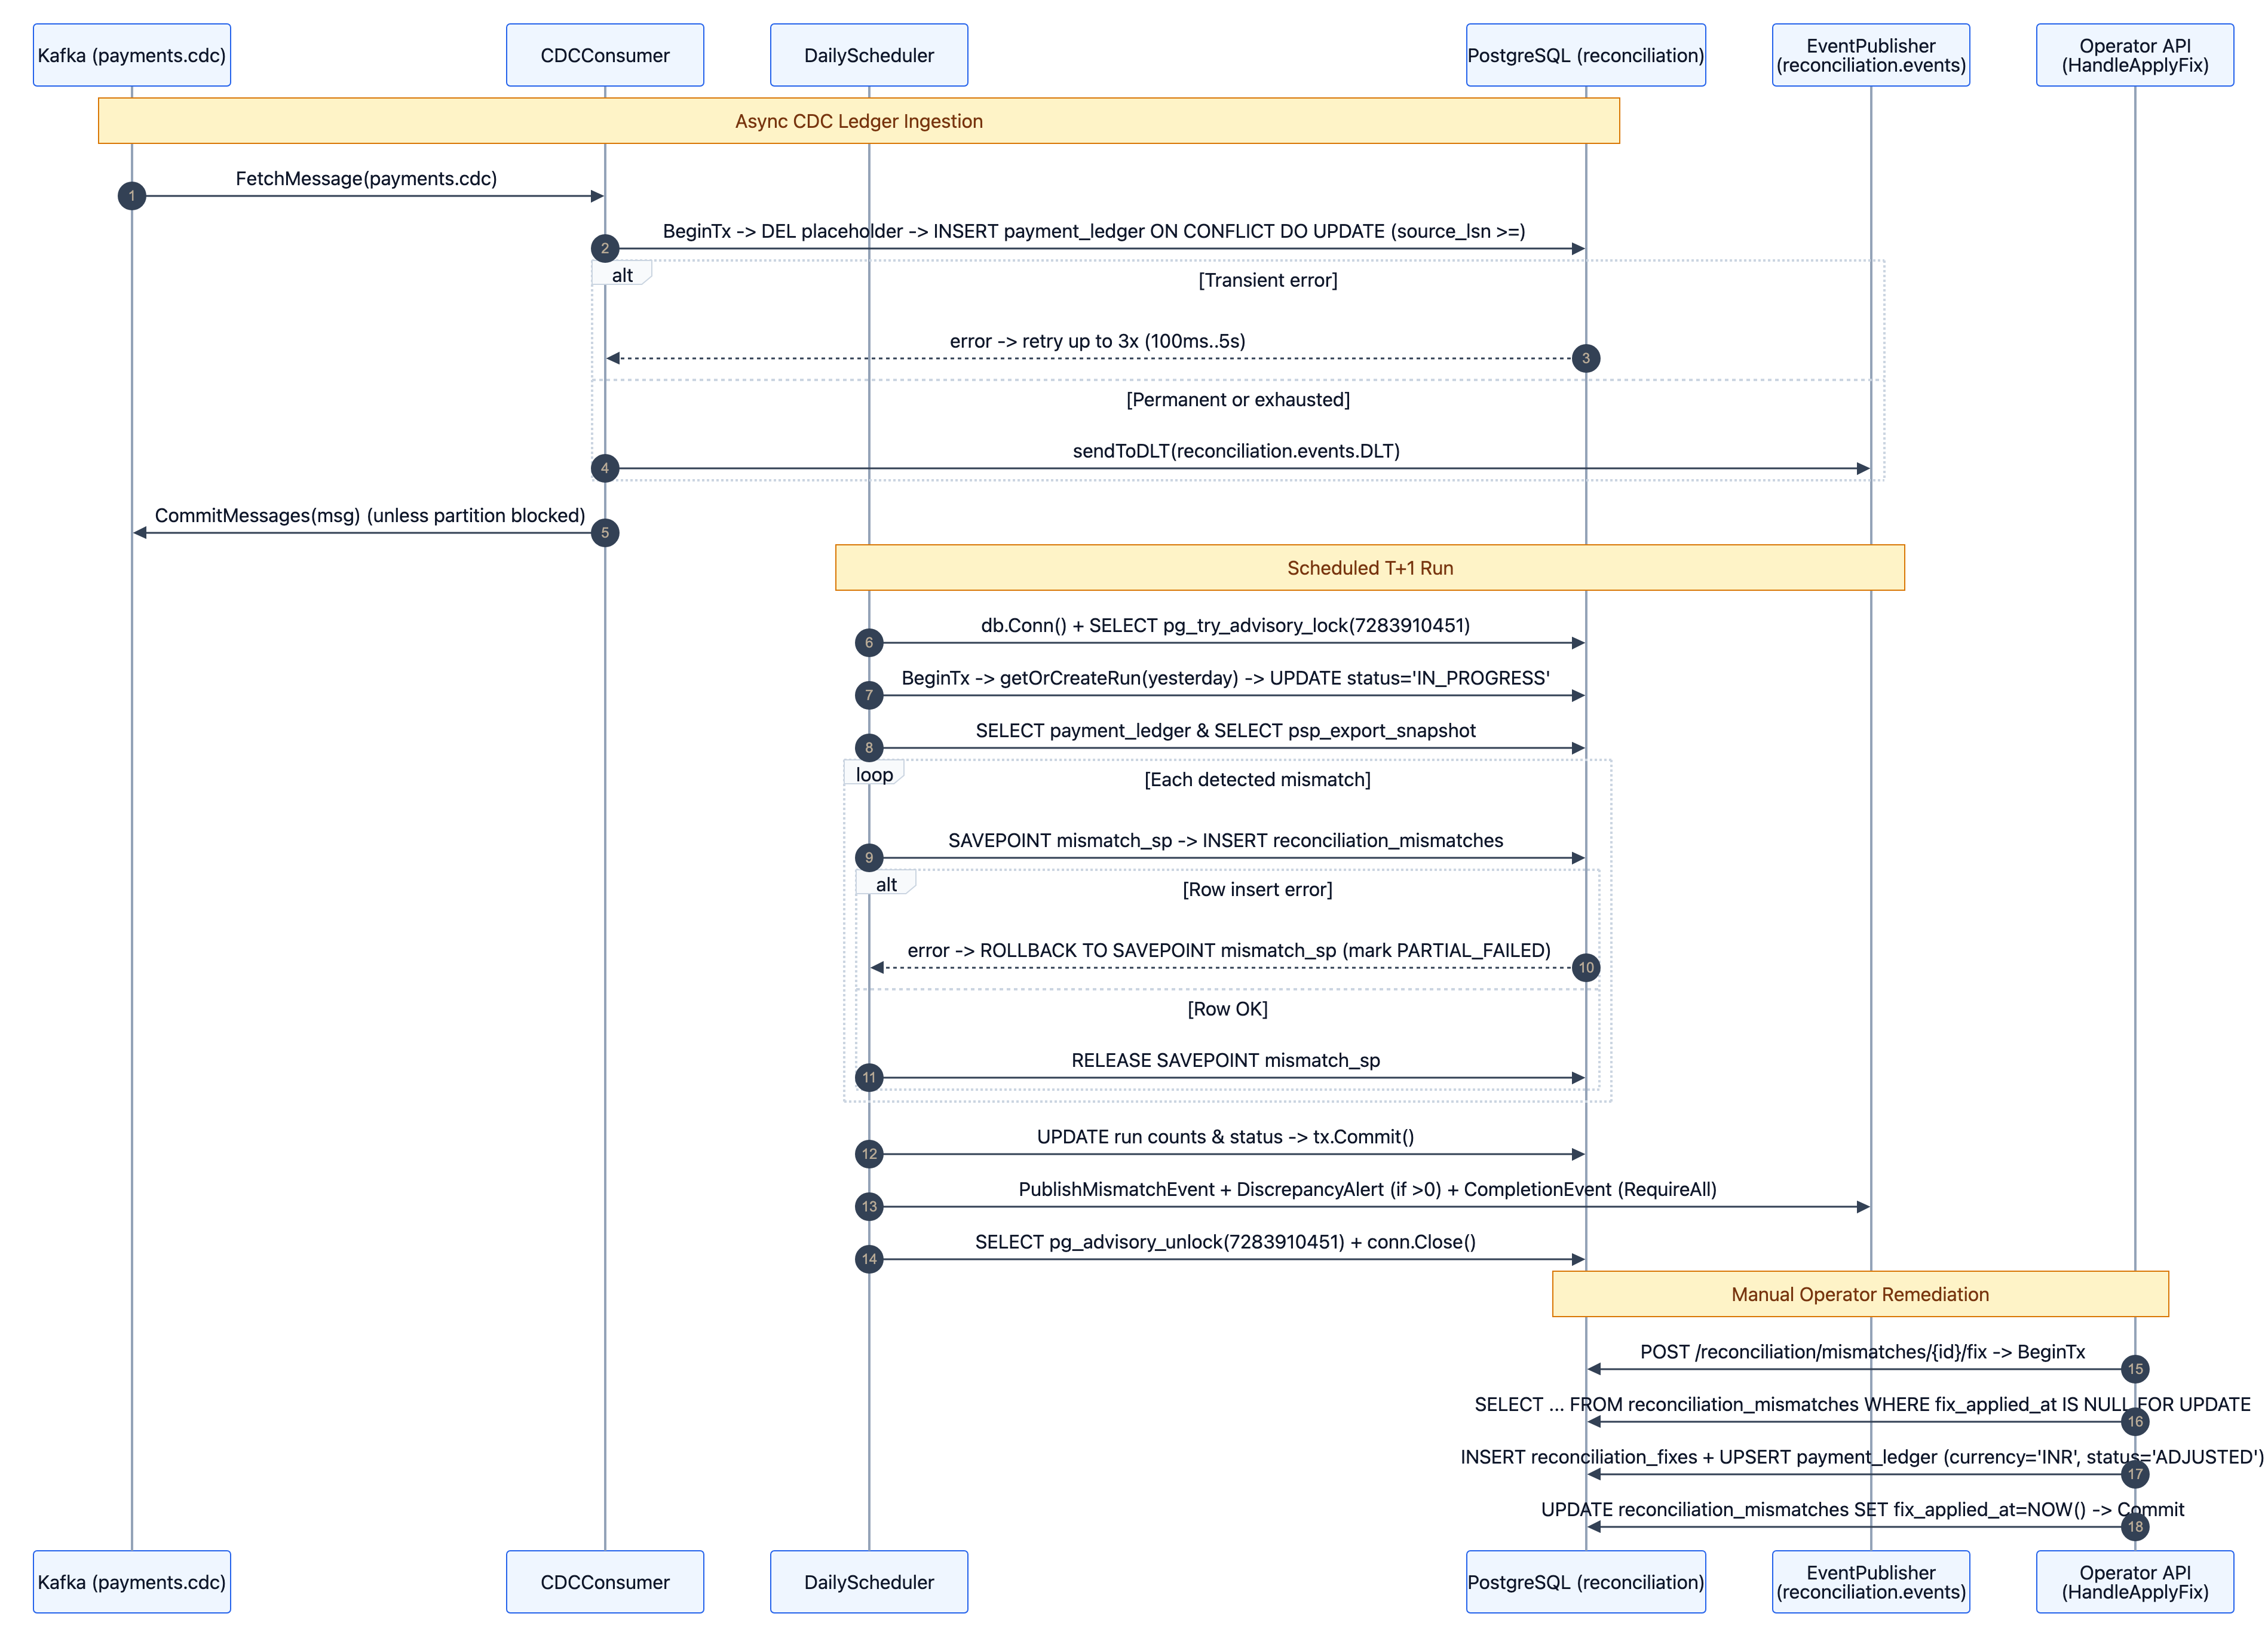 Kafka (payments.cdc)
CDCConsumer
DailyScheduler
PostgreSQL (reconciliation)
EventPublisher
(reconciliation.events)
Operator API
(HandleApplyFix)
Async CDC Ledger Ingestion
FetchMessage(payments.cdc)
1
BeginTx -> DEL placeholder -> INSERT payment_ledger ON CONFLICT DO UPDATE (source_lsn >=)
2
alt
[Transient error]
error -> retry up to 3x (100ms..5s)
3
[Permanent or exhausted]
sendToDLT(reconciliation.events.DLT)
4
CommitMessages(msg) (unless partition blocked)
5
Scheduled T+1 Run
db.Conn() + SELECT pg_try_advisory_lock(7283910451)
6
BeginTx -> getOrCreateRun(yesterday) -> UPDATE status='IN_PROGRESS'
7
SELECT payment_ledger & SELECT psp_export_snapshot
8
loop
[Each detected mismatch]
SAVEPOINT mismatch_sp -> INSERT reconciliation_mismatches
9
alt
[Row insert error]
error -> ROLLBACK TO SAVEPOINT mismatch_sp (mark PARTIAL_FAILED)
10
[Row OK]
RELEASE SAVEPOINT mismatch_sp
11
UPDATE run counts & status -> tx.Commit()
12
PublishMismatchEvent + DiscrepancyAlert (if >0) + CompletionEvent (RequireAll)
13
SELECT pg_advisory_unlock(7283910451) + conn.Close()
14
Manual Operator Remediation
POST /reconciliation/mismatches/{id}/fix -> BeginTx
15
SELECT ... FROM reconciliation_mismatches WHERE fix_applied_at IS NULL FOR UPDATE
16
INSERT reconciliation_fixes + UPSERT payment_ledger (currency='INR', status='ADJUSTED')
17
UPDATE reconciliation_mismatches SET fix_applied_at=NOW() -> Commit
18
Kafka (payments.cdc)
CDCConsumer
DailyScheduler
PostgreSQL (reconciliation)
EventPublisher
(reconciliation.events)
Operator API
(HandleApplyFix)